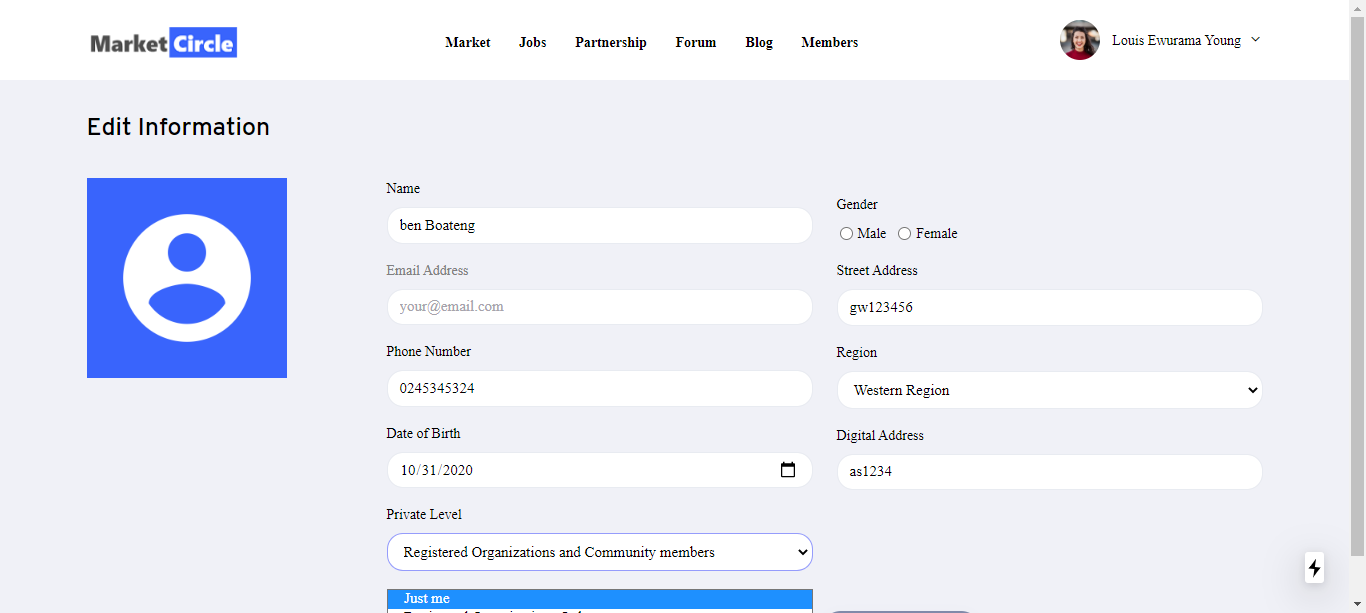 Market Circle
Market Jobs Partnership Forum Blog Members
Louis Ewurama Young
Edit Information
Name
ben Boateng
Gender
Male Female
Email Address
your@email.com
Street Address
gw123456
Phone Number
0245345324
Region
Western Region
Date of Birth
10/31/2020
Digital Address
as1234
Private Level
Registered Organizations and Community members
Just me